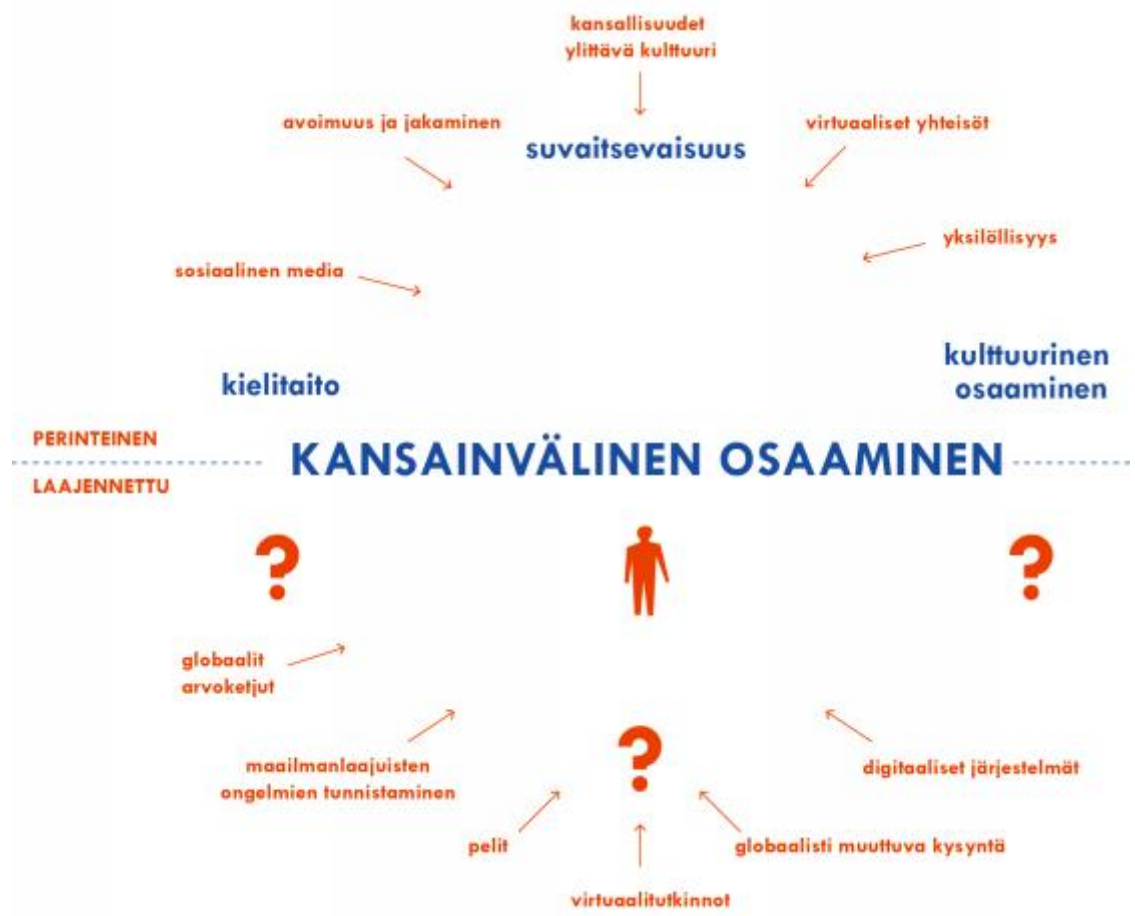 kansallisuudet
ylittävä kulttuuri
avoimuus ja jakaminen
virtuaaliset yhteisöt
suvaitsevaisuus
yksilöllisyys
sosiaalinen media
kulttuurinen
osaaminen
kielitaito
PERINTEINEN
KANSAINVÄLINEN OSAAMINEN
LAAJENNETTU
?
?
globaalit
arvoketjut
?
maailmanlaajuisten
ongelmien tunnistaminen
digitaaliset järjestelmät
pelit
globaalisti muuttuva kysyntä
virtuaalitutkinnot